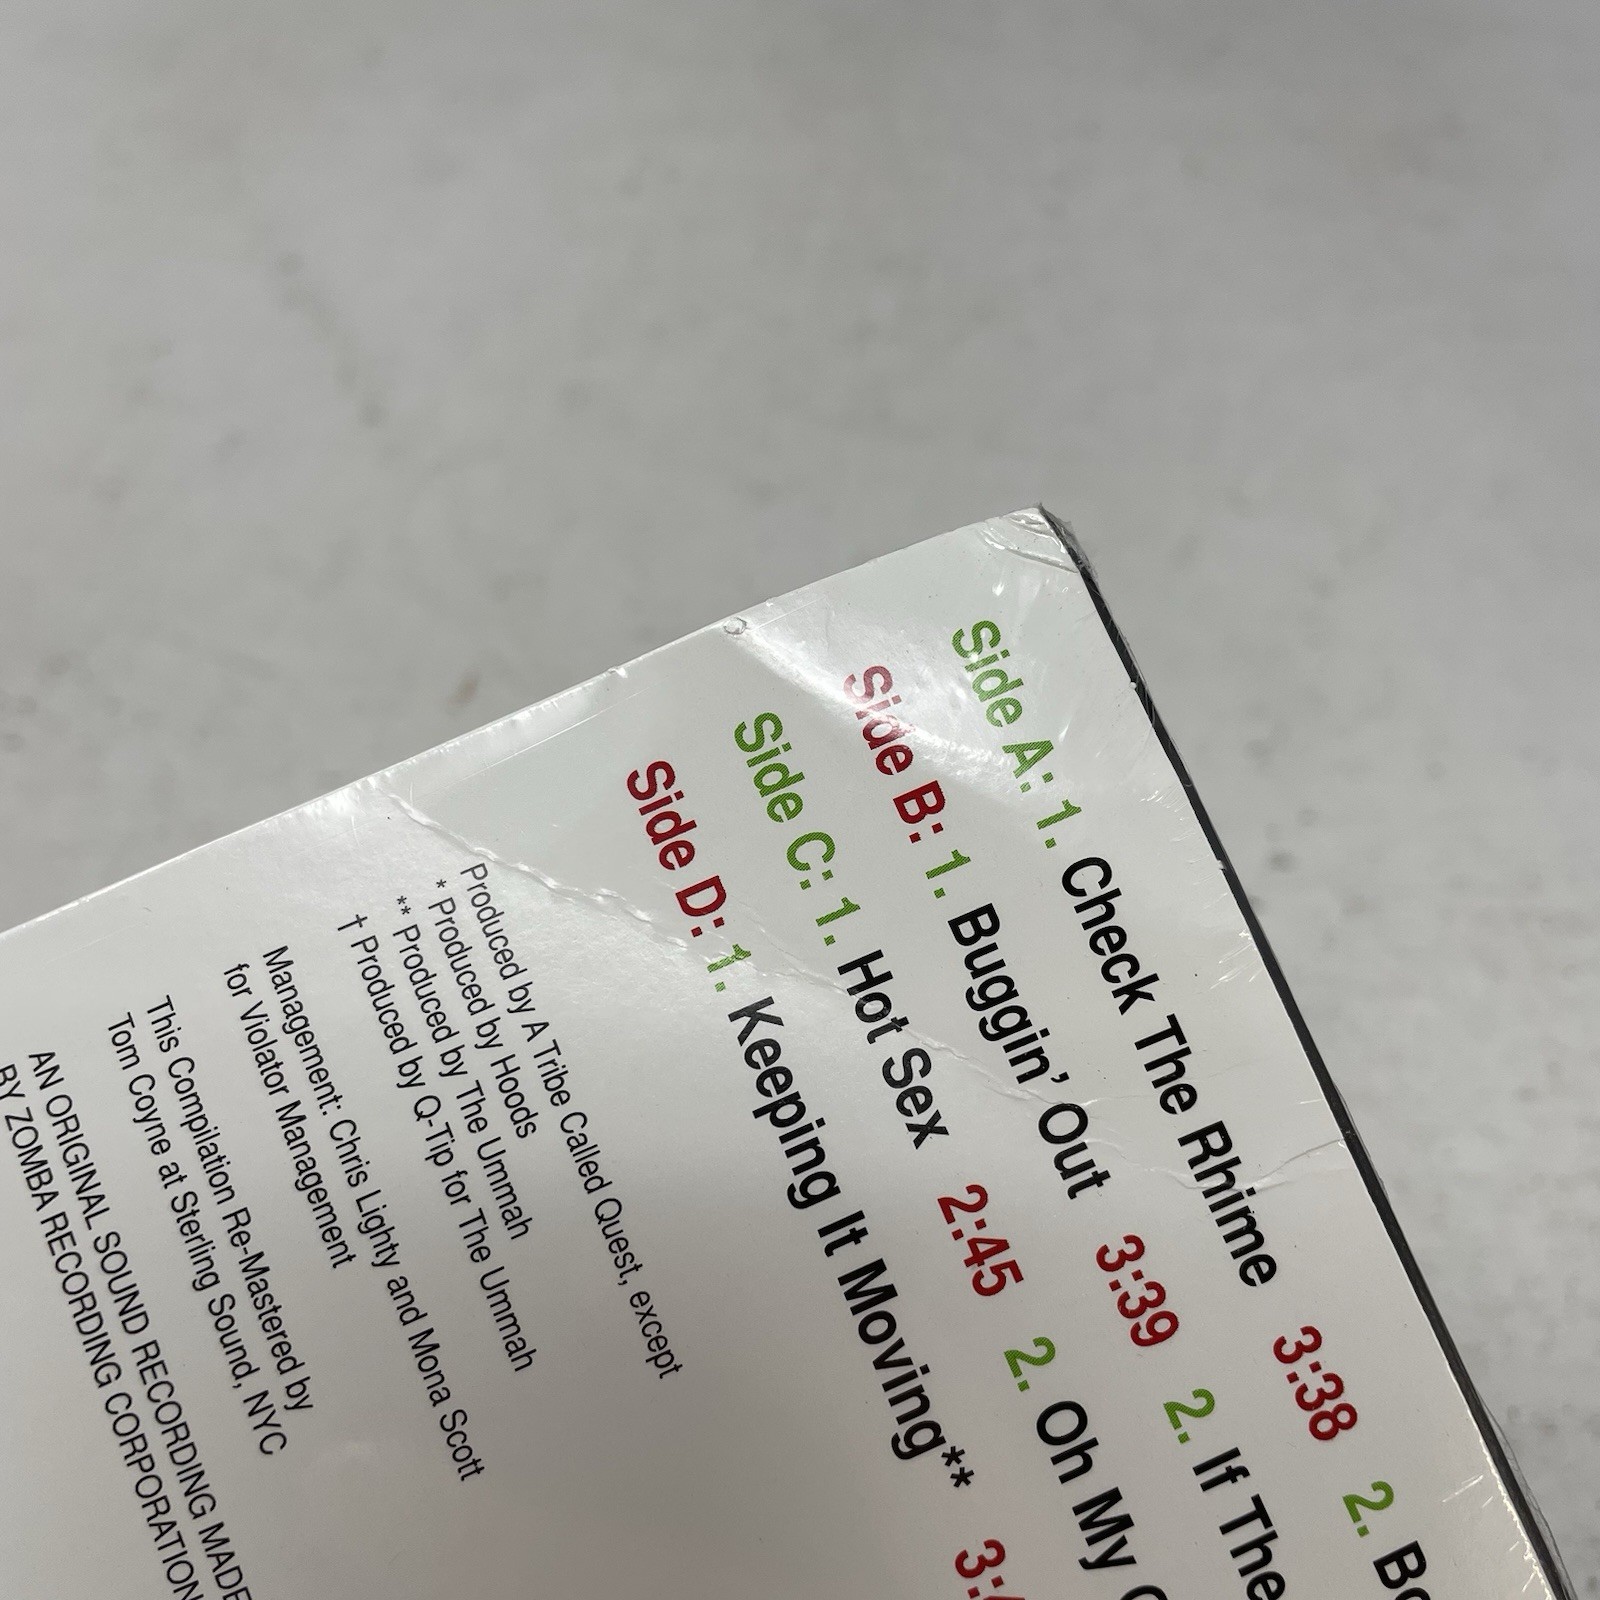 Side A: 1. Check The Rhime 3:38 2.
Side B: 1. Buggin' Out 3:39 2. If The
Side C: 1. Hot Sex 2:45 2. Oh My
Side D: 1. Keeping It Moving**
Produced by A Tribe Called Quest, except
* Produced by Hoods
** Produced by The Ummah
† Produced by Q-Tip for The Ummah
Management: Chris Lighty and Mona Scott
for Violator Management
This Compilation Re-Mastered by
Tom Coyne at Sterling Sound, NYC
AN ORIGINAL SOUND RECORDING MADE
BY ZOMBA RECORDING CORPORATION